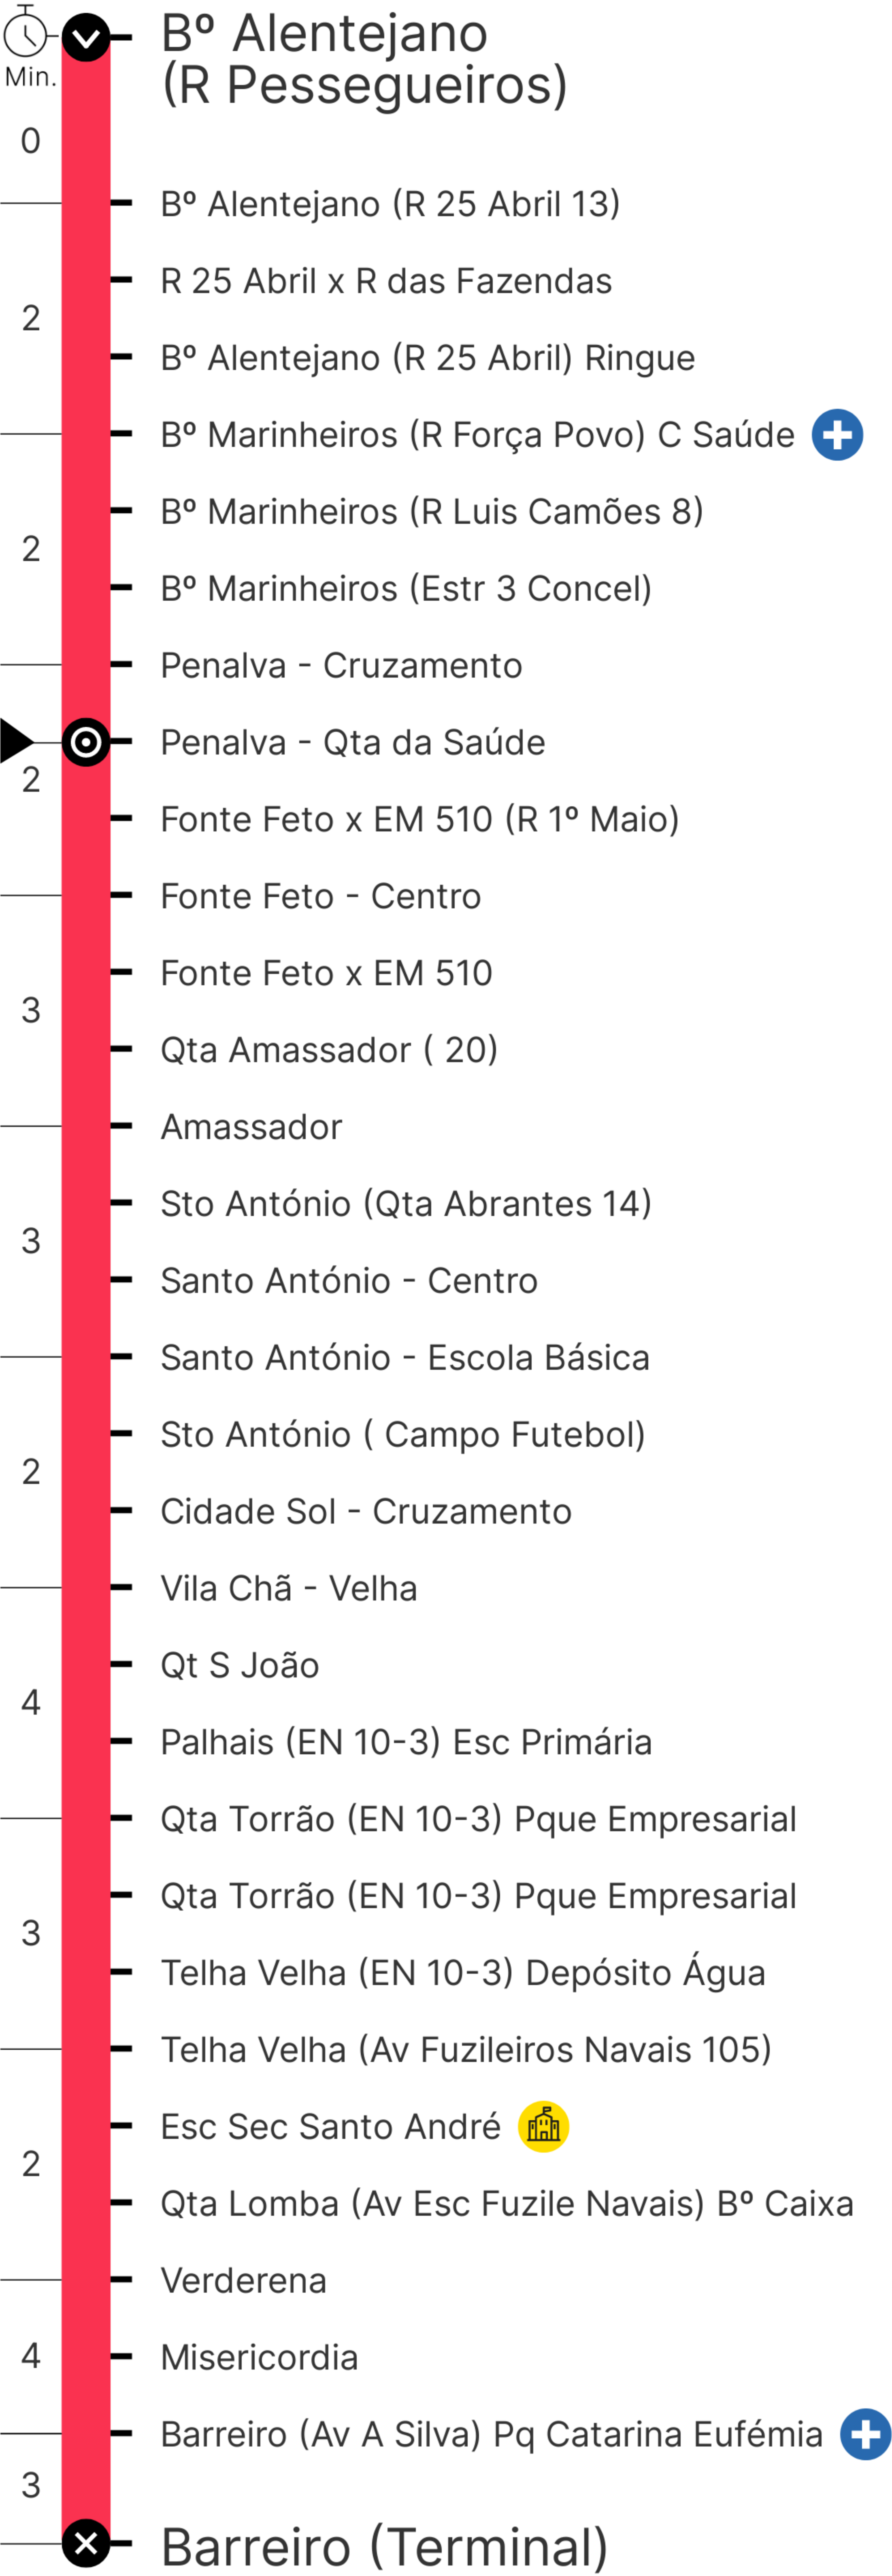 Bº Alentejano
(R Pessegueiros)
Min.
0
Bº Alentejano (R 25 Abril 13)
R 25 Abril x R das Fazendas
2
Bº Alentejano (R 25 Abril) Ringue
Bº Marinheiros (R Força Povo) C Saúde
Bº Marinheiros (R Luis Camões 8)
2
Bº Marinheiros (Estr 3 Concel)
Penalva - Cruzamento
Penalva - Qta da Saúde
2
Fonte Feto x EM 510 (R 1º Maio)
Fonte Feto - Centro
Fonte Feto x EM 510
3
Qta Amassador ( 20)
Amassador
Sto António (Qta Abrantes 14)
3
Santo António - Centro
Santo António - Escola Básica
Sto António ( Campo Futebol)
2
Cidade Sol - Cruzamento
Vila Chã - Velha
Qt S João
4
Palhais (EN 10-3) Esc Primária
Qta Torrão (EN 10-3) Pque Empresarial
Qta Torrão (EN 10-3) Pque Empresarial
3
Telha Velha (EN 10-3) Depósito Água
Telha Velha (Av Fuzileiros Navais 105)
Esc Sec Santo André
2
Qta Lomba (Av Esc Fuzile Navais) Bº Caixa
Verderena
4
Misericordia
Barreiro (Av A Silva) Pq Catarina Eufémia
3
Barreiro (Terminal)